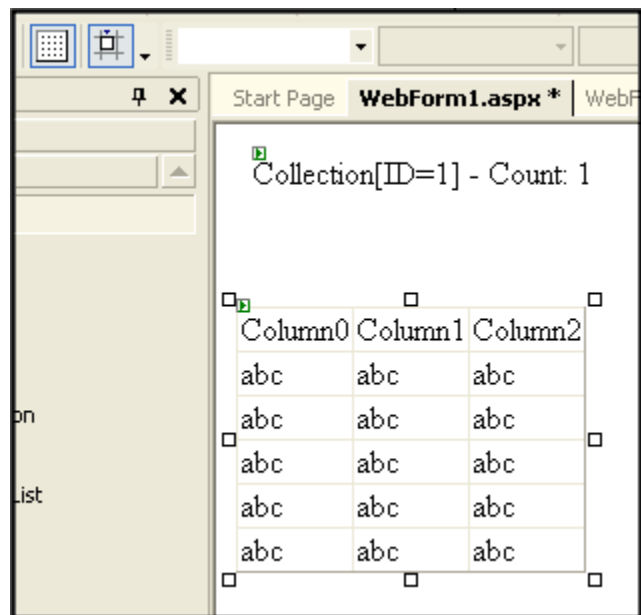 Start Page WebForm1.aspx * WebF
Collection[ID=1] - Count: 1
Column0 Column1 Column2
abc abc abc
abc abc abc
on
abc abc abc
List
abc abc abc
abc abc abc